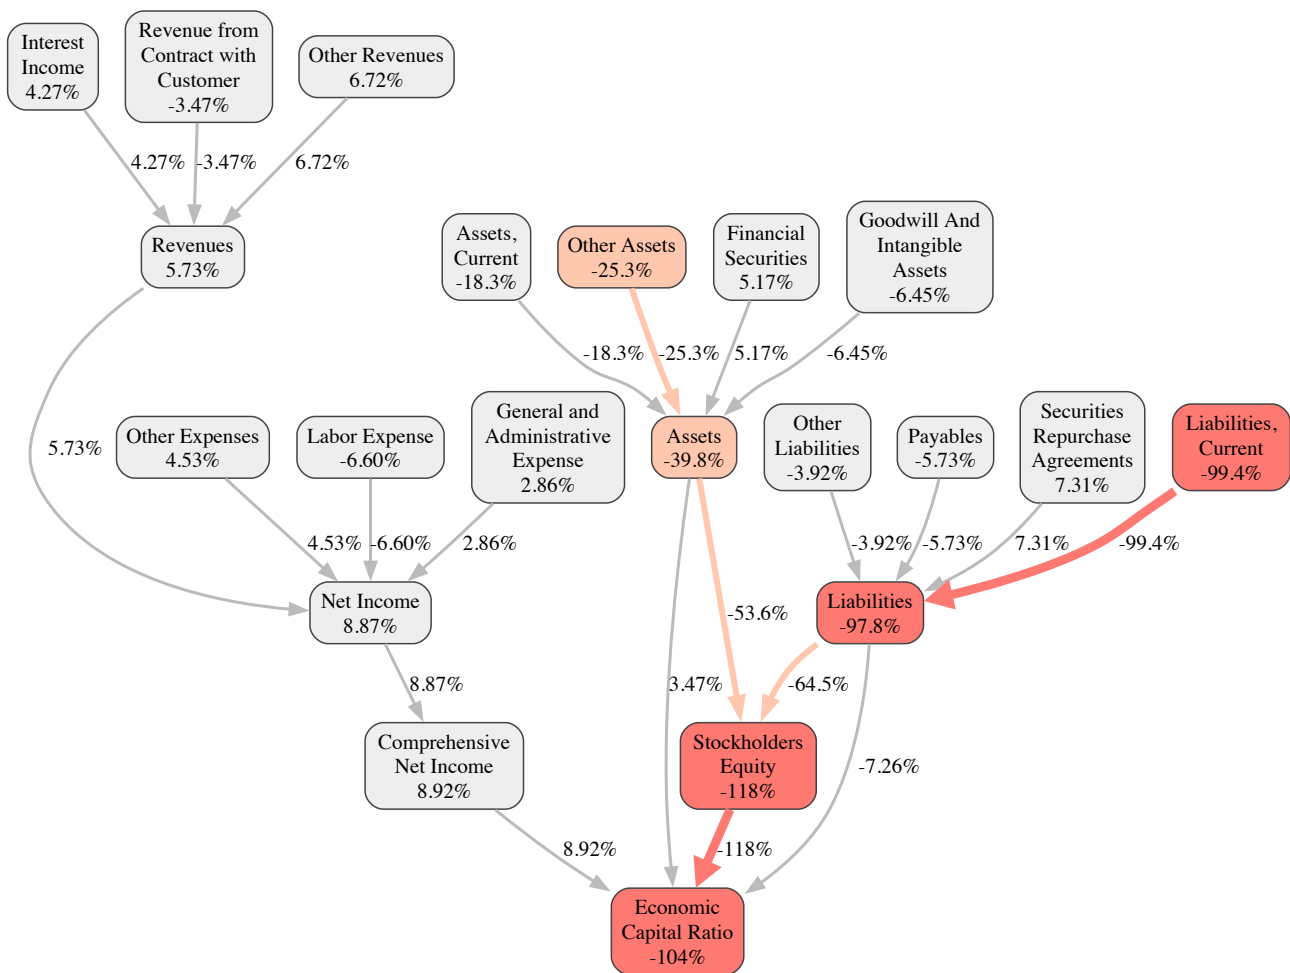 Interest
Income
4.27%
Revenue from
Contract with
Customer
-3.47%
Other Revenues
6.72%
4.27%
-3.47%
6.72%
Revenues
5.73%
Assets,
Current
-18.3%
Other Assets
-25.3%
Financial
Securities
5.17%
Goodwill And
Intangible
Assets
-6.45%
-18.3%
-25.3%
5.17%
-6.45%
5.73%
Other Expenses
4.53%
Labor Expense
-6.60%
General and
Administrative
Expense
2.86%
Assets
-39.8%
Other
Liabilities
-3.92%
Payables
-5.73%
Securities
Repurchase
Agreements
7.31%
Liabilities,
Current
-99.4%
4.53%
-6.60%
2.86%
-3.92%
-5.73%
7.31%
-99.4%
Net Income
8.87%
-53.6%
Liabilities
-97.8%
8.87%
3.47%
-64.5%
Comprehensive
Net Income
8.92%
Stockholders
Equity
-118%
-7.26%
8.92%
-118%
Economic
Capital Ratio
-104%